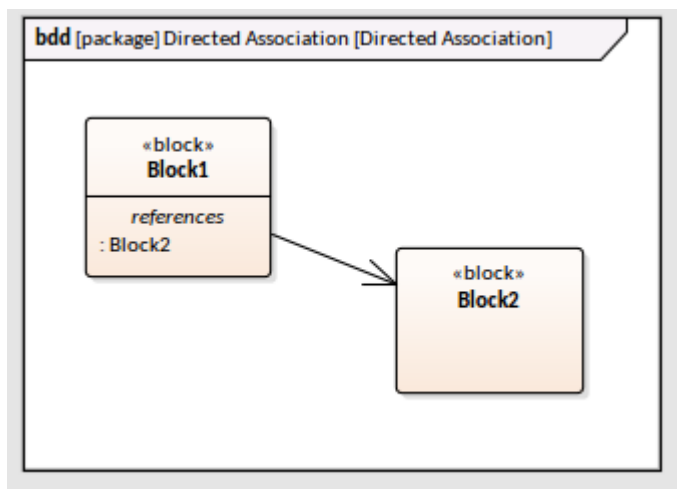 bdd [package] Directed Association [Directed Association]
«block»
Block1
references
: Block2
«block»
Block2